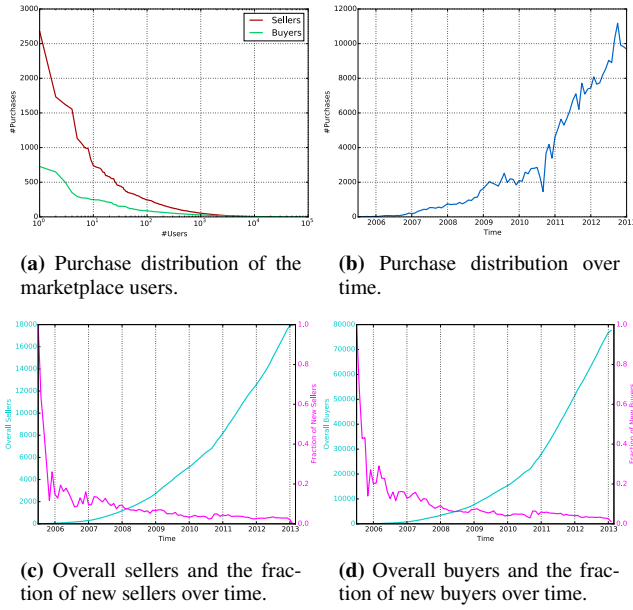 3000
2500
2000
1500
1000
500
0
#Purchases
10^0 10^1 10^2 10^3 10^4 10^5
#Users
Sellers
Buyers
12000
10000
8000
6000
4000
2000
0
#Purchases
2006 2007 2008 2009 2010 2011 2012 2013
Time
(a) Purchase distribution of the
marketplace users.
(b) Purchase distribution over
time.
18000
16000
14000
12000
10000
8000
6000
4000
2000
0
Overall Sellers
1.0
0.8
0.6
0.4
0.2
0.0
Fraction of New Sellers
2006 2007 2008 2009 2010 2011 2012 2013
Time
80000
70000
60000
50000
40000
30000
20000
10000
0
Overall Buyers
1.0
0.8
0.6
0.4
0.2
0.0
Fraction of New Buyers
2006 2007 2008 2009 2010 2011 2012 2013
Time
(c) Overall sellers and the frac-
tion of new sellers over time.
(d) Overall buyers and the frac-
tion of new buyers over time.